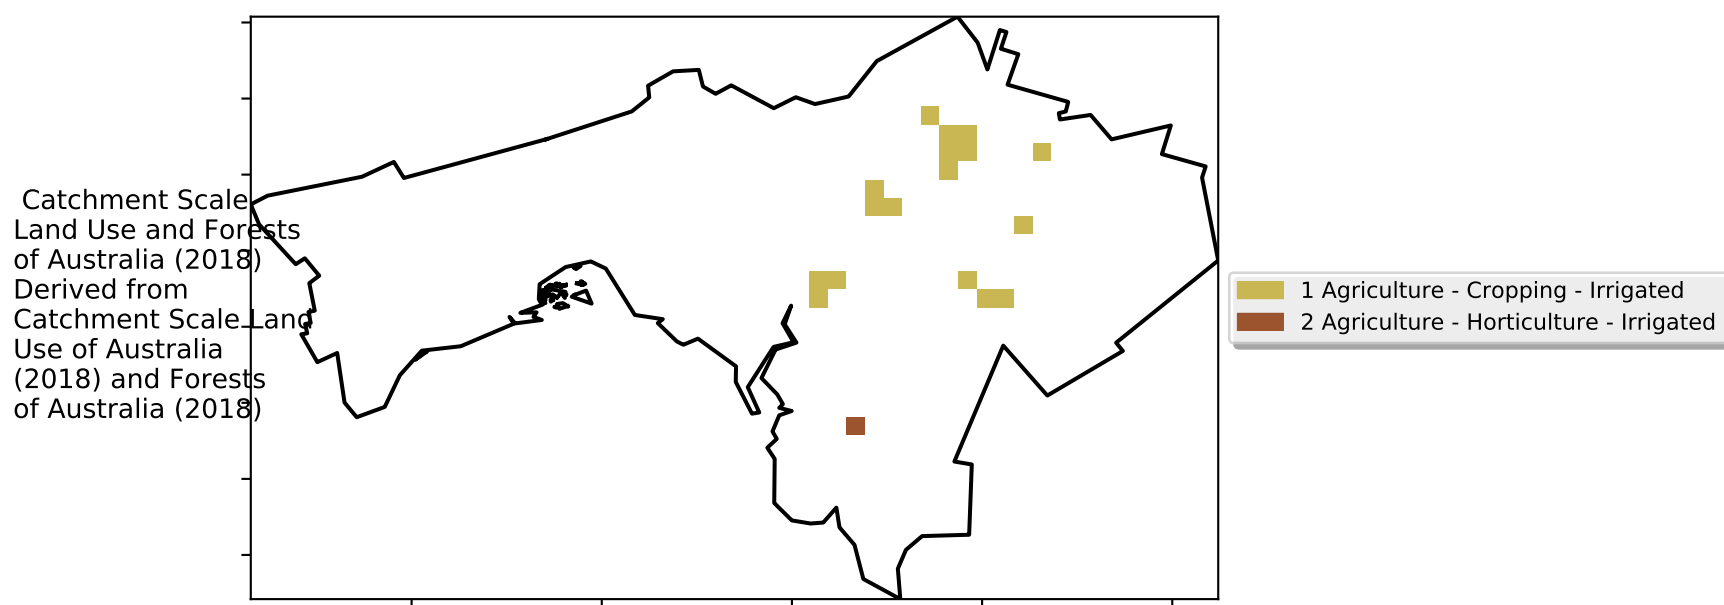 Catchment Scale
Land Use and Forests
of Australia (2018)
Derived from
Catchment Scale Land
Use of Australia
(2018) and Forests
of Australia (2018)
1 Agriculture - Cropping - Irrigated
2 Agriculture - Horticulture - Irrigated